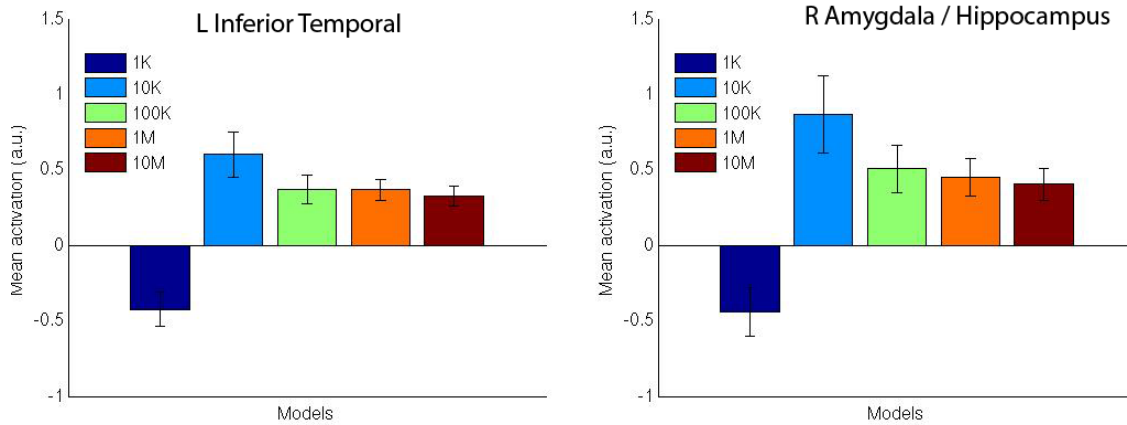 L Inferior Temporal
1.5
1
0.5
0
-0.5
-1
Mean activation (a.u.)
1K
10K
100K
1M
10M
Models
R Amygdala / Hippocampus
1.5
1
0.5
0
-0.5
-1
Mean activation (a.u.)
1K
10K
100K
1M
10M
Models